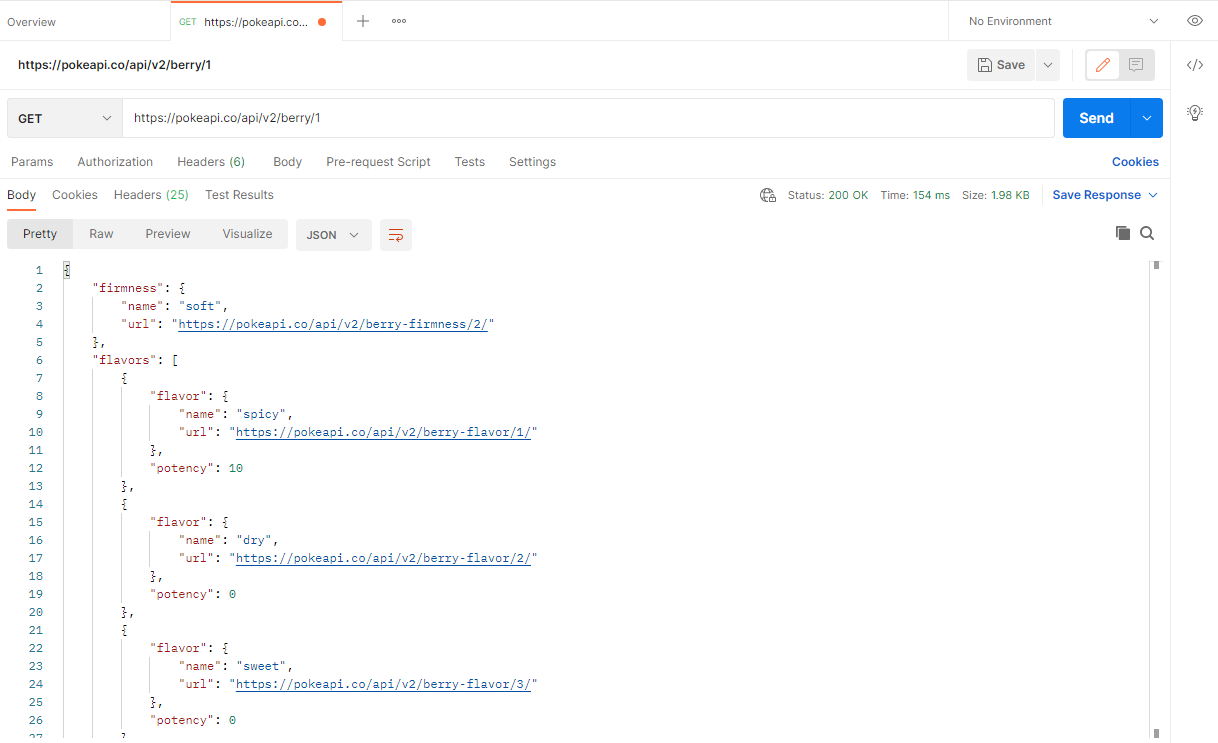 Overview GET https://pokeapi.co... No Environment
https://pokeapi.co/api/v2/berry/1 Save
GET https://pokeapi.co/api/v2/berry/1 Send
Params Authorization Headers (6) Body Pre-request Script Tests Settings Cookies
Body Cookies Headers (25) Test Results Status: 200 OK Time: 154 ms Size: 1.98 KB Save Response
Pretty Raw Preview Visualize JSON
1 {
2 "firmness": {
3 "name": "soft",
4 "url": "https://pokeapi.co/api/v2/berry-firmness/2/"
5 },
6 "flavors": [
7 {
8 "flavor": {
9 "name": "spicy",
10 "url": "https://pokeapi.co/api/v2/berry-flavor/1/"
11 },
12 "potency": 10
13 },
14 {
15 "flavor": {
16 "name": "dry",
17 "url": "https://pokeapi.co/api/v2/berry-flavor/2/"
18 },
19 "potency": 0
20 },
21 {
22 "flavor": {
23 "name": "sweet",
24 "url": "https://pokeapi.co/api/v2/berry-flavor/3/"
25 },
26 "potency": 0